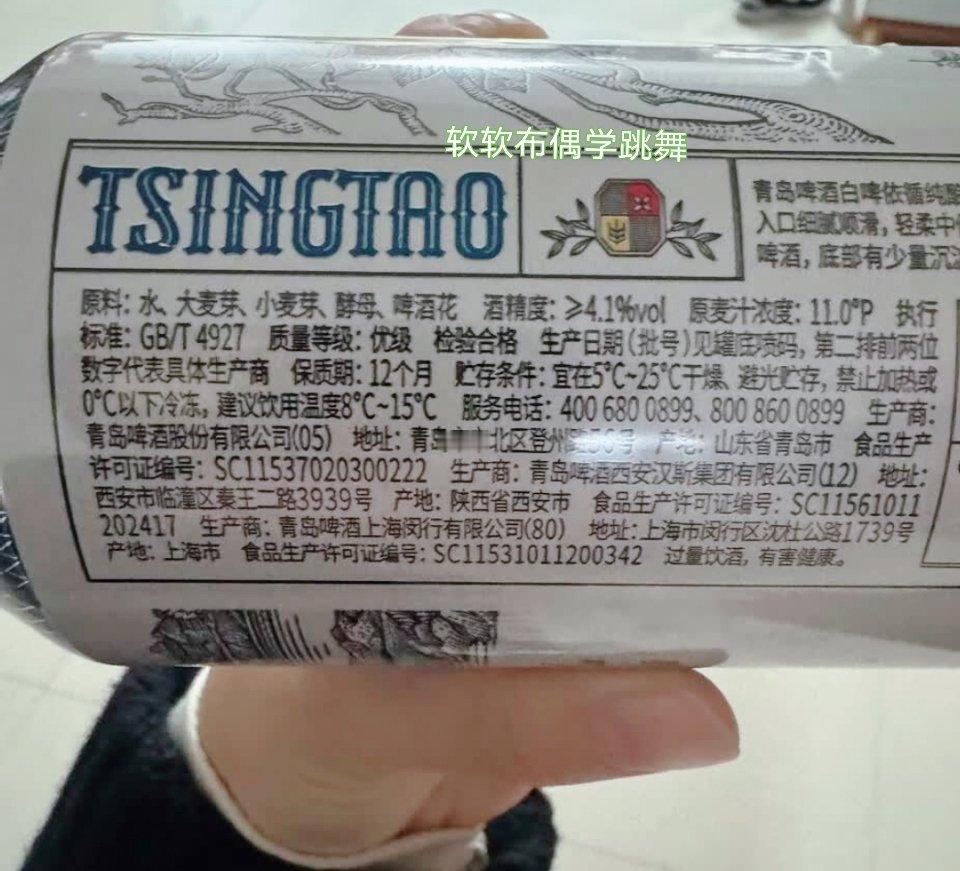 软软布偶学跳舞
TSINGTAO
青岛啤酒白啤依循纯酿
入口细腻顺滑，轻柔中
啤酒，底部有少量沉
原料：水、大麦芽、小麦芽、酵母、啤酒花 酒精度：≥4.1%vol 原麦汁浓度：11.0°P 执行
标准：GB/T 4927 质量等级：优级 检验合格 生产日期(批号)见罐底喷码，第二排前两位
数字代表具体生产商 保质期：12个月 贮存条件：宜在5°C~25°C干燥、避光贮存，禁止加热或
0°C以下冷冻，建议饮用温度8°C~15°C 服务电话：400 680 0899、800 860 0899 生产商：
青岛啤酒股份有限公司(05) 地址：青岛 北区登州 产地：山东省青岛市 食品生产
许可证编号：SC11537020300222 生产商：青岛啤酒西安汉斯集团有限公司(12) 地址：
西安市临潼区秦王二路3939号 产地：陕西省西安市 食品生产许可证编号：SC11561011
202417 生产商：青岛啤酒上海闵行有限公司(80) 地址：上海市闵行区沈杜公路1739号
产地：上海市 食品生产许可证编号：SC11531011200342 过量饮酒，有害健康。